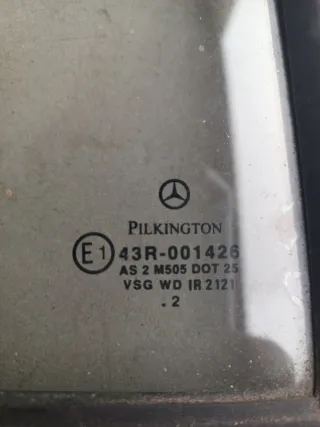 PILKINGTON
E1 43R-001426
AS 2 M505 DOT 25
VSG WD IR 2121
. 2